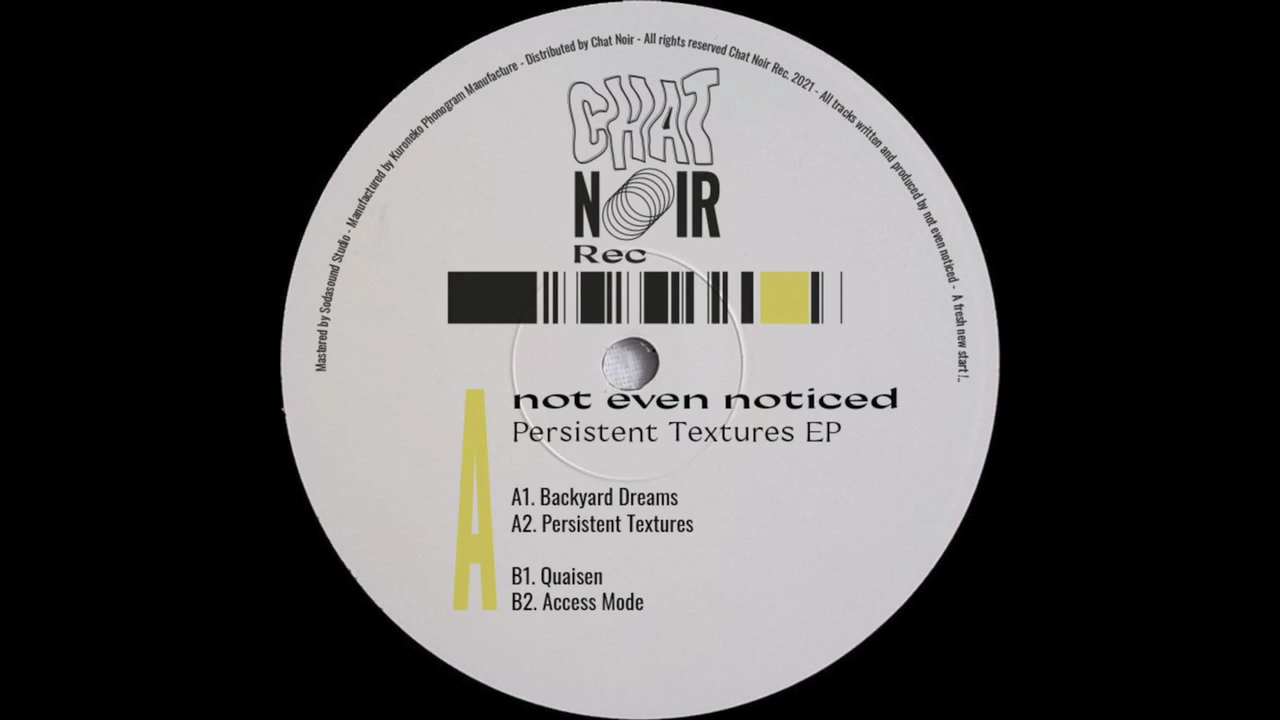 Mastered by Sodasound Studio - Manufactured by Kuroneko Phonogram Manufacture - Distributed by Chat Noir - All rights reserved Chat Noir Rec. 2021 - All tracks written and produced by not even noticed - A fresh new start !..
CHAT
NOIR
Rec
A
not even noticed
Persistent Textures EP
A1. Backyard Dreams
A2. Persistent Textures
B1. Quaisen
B2. Access Mode